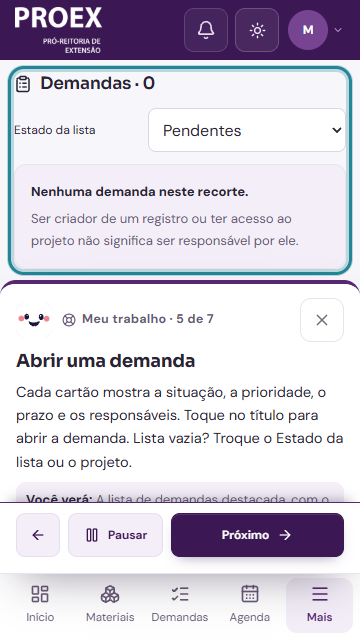 PROEX
PRÓ-REITORIA DE
EXTENSÃO
M
Demandas · 0
Estado da lista
Pendentes
Nenhuma demanda neste recorte.
Ser criador de um registro ou ter acesso ao
projeto não significa ser responsável por ele.
Meu trabalho · 5 de 7
Abrir uma demanda
Cada cartão mostra a situação, a prioridade, o
prazo e os responsáveis. Toque no título para
abrir a demanda. Lista vazia? Troque o Estado da
lista ou o projeto.
Você verá: A lista de demandas destacada, com o
Pausar
Próximo
Início
Materiais
Demandas
Agenda
Mais